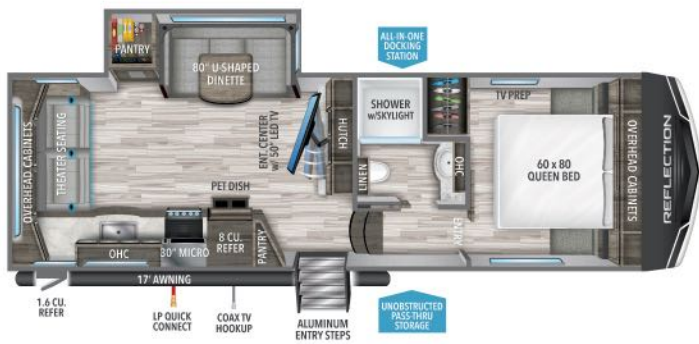 PANTRY
80" U-SHAPED
DINETTE
ALL-IN-ONE
DOCKING
STATION
OVERHEAD CABINETS
THEATER SEATING
ENT. CENTER
w/ 50" LED TV
HUTCH
SHOWER
w/SKYLIGHT
TV PREP
LINEN
OHC
60 x 80
QUEEN BED
OVERHEAD CABINETS
REFLECTION
PET DISH
OHC
30" MICRO
8 CU.
REFER
PANTRY
ENTRY
17' AWNING
1.6 CU.
REFER
LP QUICK
CONNECT
COAX TV
HOOKUP
ALUMINUM
ENTRY STEPS
UNOBSTRUCTED
PASS-THRU
STORAGE